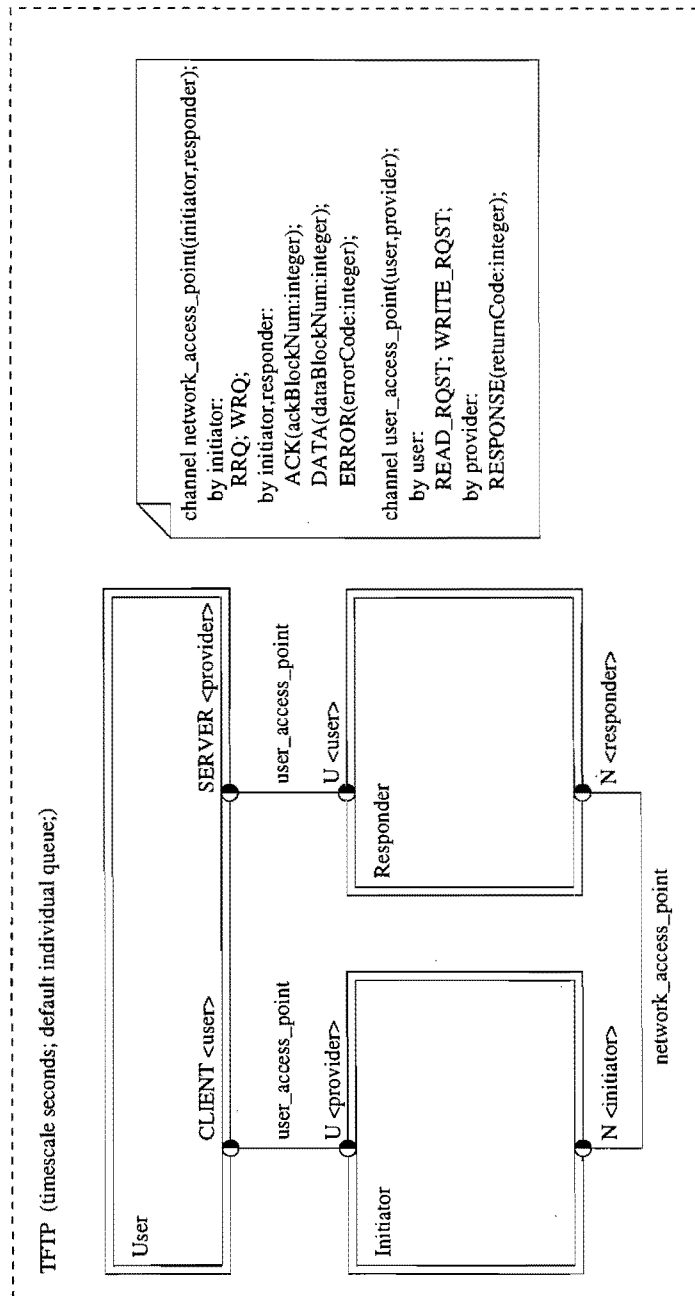 TFTP (timescale seconds; default individual queue;)
User
CLIENT <user>
SERVER <provider>
user_access_point
user_access_point
U <provider>
U <user>
Initiator
Responder
N <initiator>
N <responder>
network_access_point
channel network_access_point(initiator,responder);
by initiator:
RRQ; WRQ;
by initiator,responder:
ACK(ackBlockNum:integer);
DATA(dataBlockNum:integer);
ERROR(errorCode:integer);
channel user_access_point(user,provider);
by user:
READ_RQST; WRITE_RQST;
by provider:
RESPONSE(returnCode:integer);